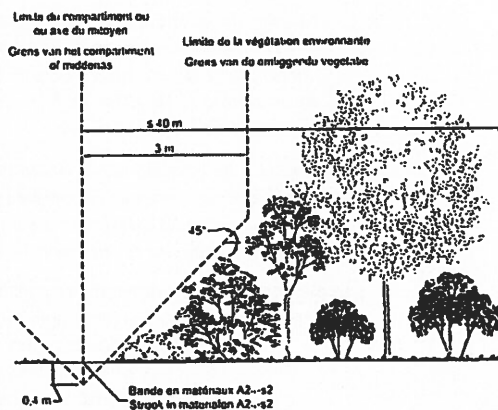 Limite du compartiment ou
ou axe du mitoyen
Grens van het compartiment
of middenas
Limite de la végétation environnante
Grens van de omliggende vegetatie
≤ 40 m
3 m
45°
0,4 m
Bande en matériaux A2-s2
Strook in materialen A2-s2